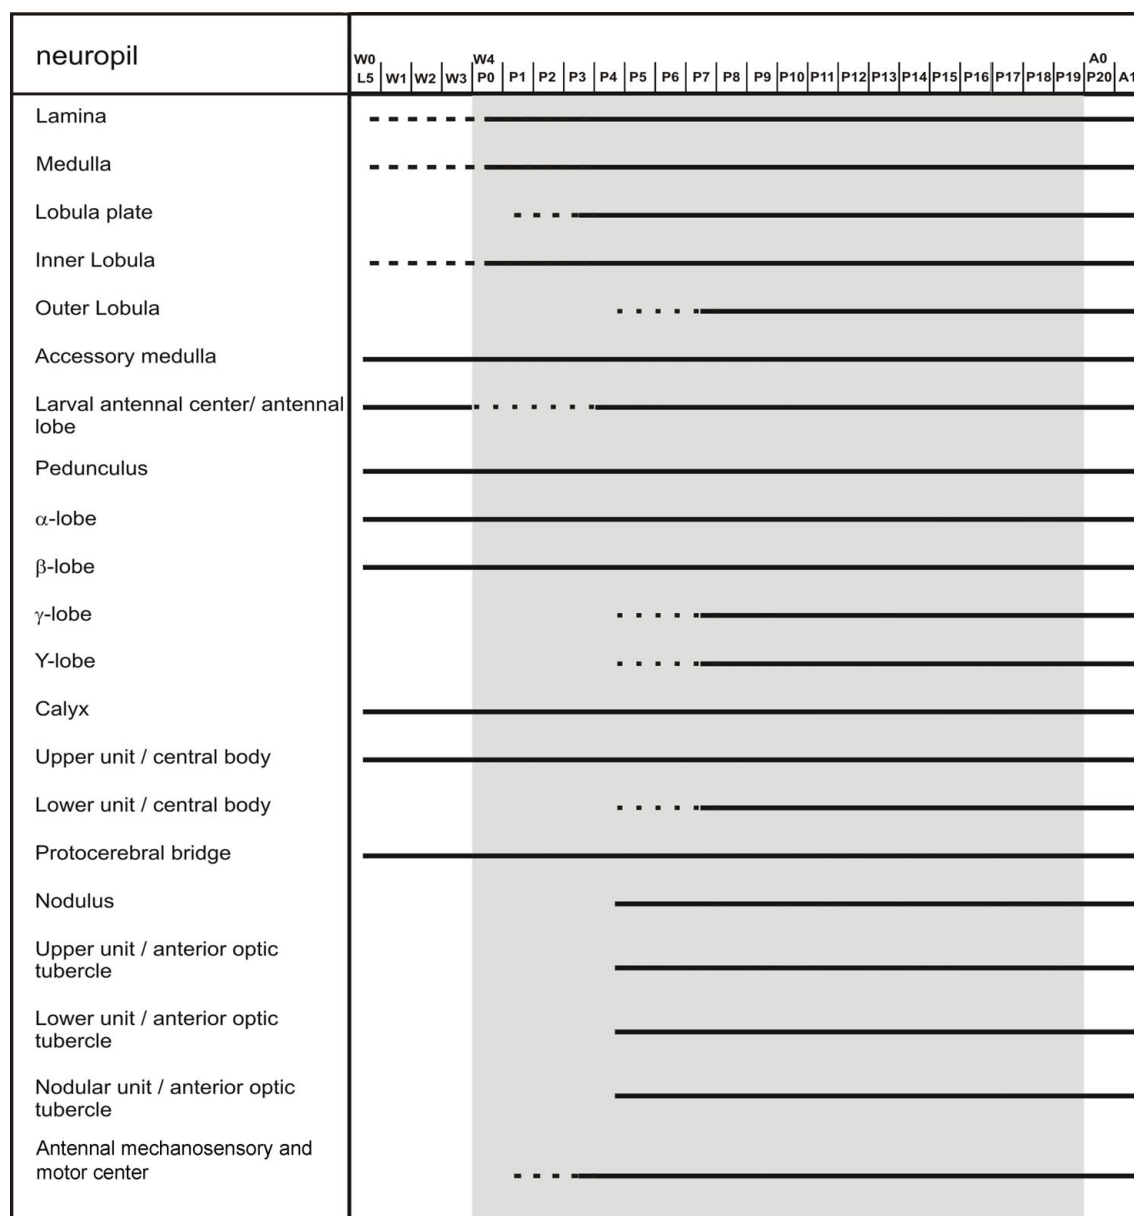 neuropil
W0 W4 A0
L5 W1 W2 W3 P0 P1 P2 P3 P4 P5 P6 P7 P8 P9 P10 P11 P12 P13 P14 P15 P16 P17 P18 P19 P20 A1
Lamina
Medulla
Lobula plate
Inner Lobula
Outer Lobula
Accessory medulla
Larval antennal center/ antennal
lobe
Pedunculus
α-lobe
β-lobe
γ-lobe
Y-lobe
Calyx
Upper unit / central body
Lower unit / central body
Protocerebral bridge
Nodulus
Upper unit / anterior optic
tubercle
Lower unit / anterior optic
tubercle
Nodular unit / anterior optic
tubercle
Antennal mechanosensory and
motor center